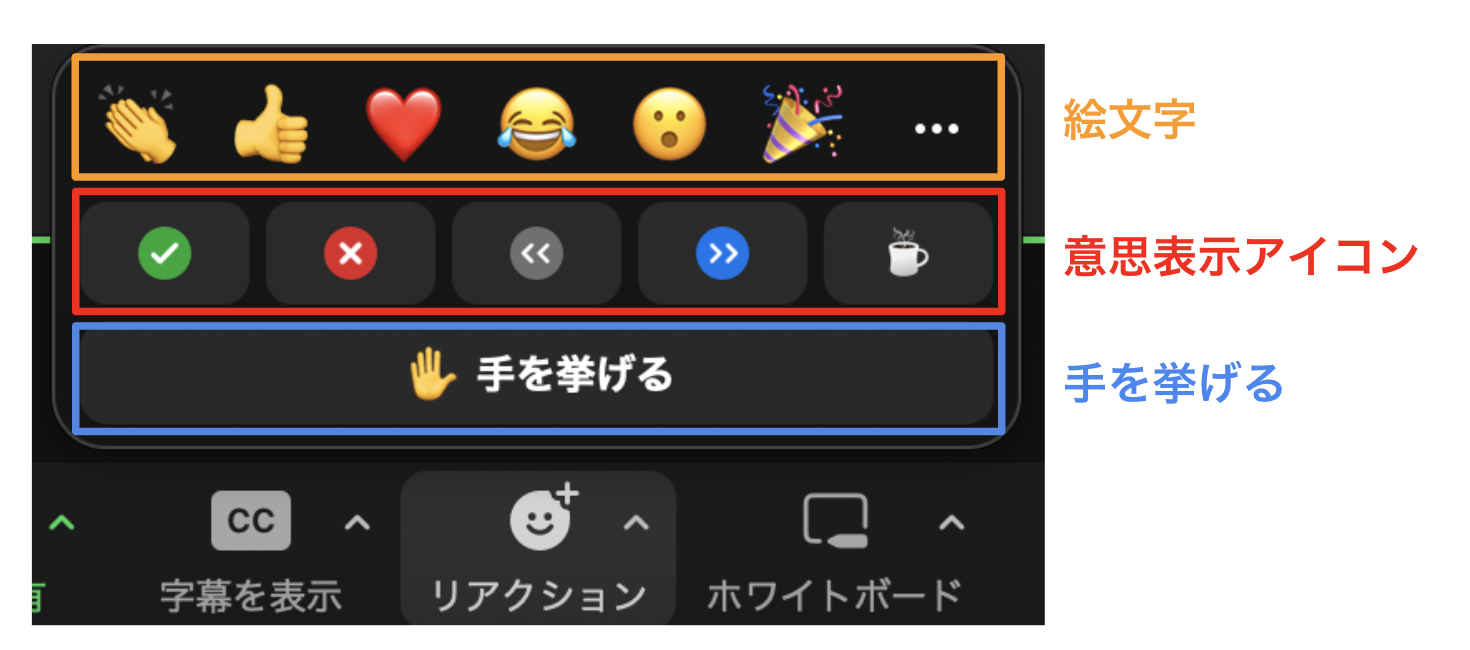 絵文字
意思表示アイコン
手を挙げる
手を挙げる
CC
字幕を表示
リアクション
ホワイトボード